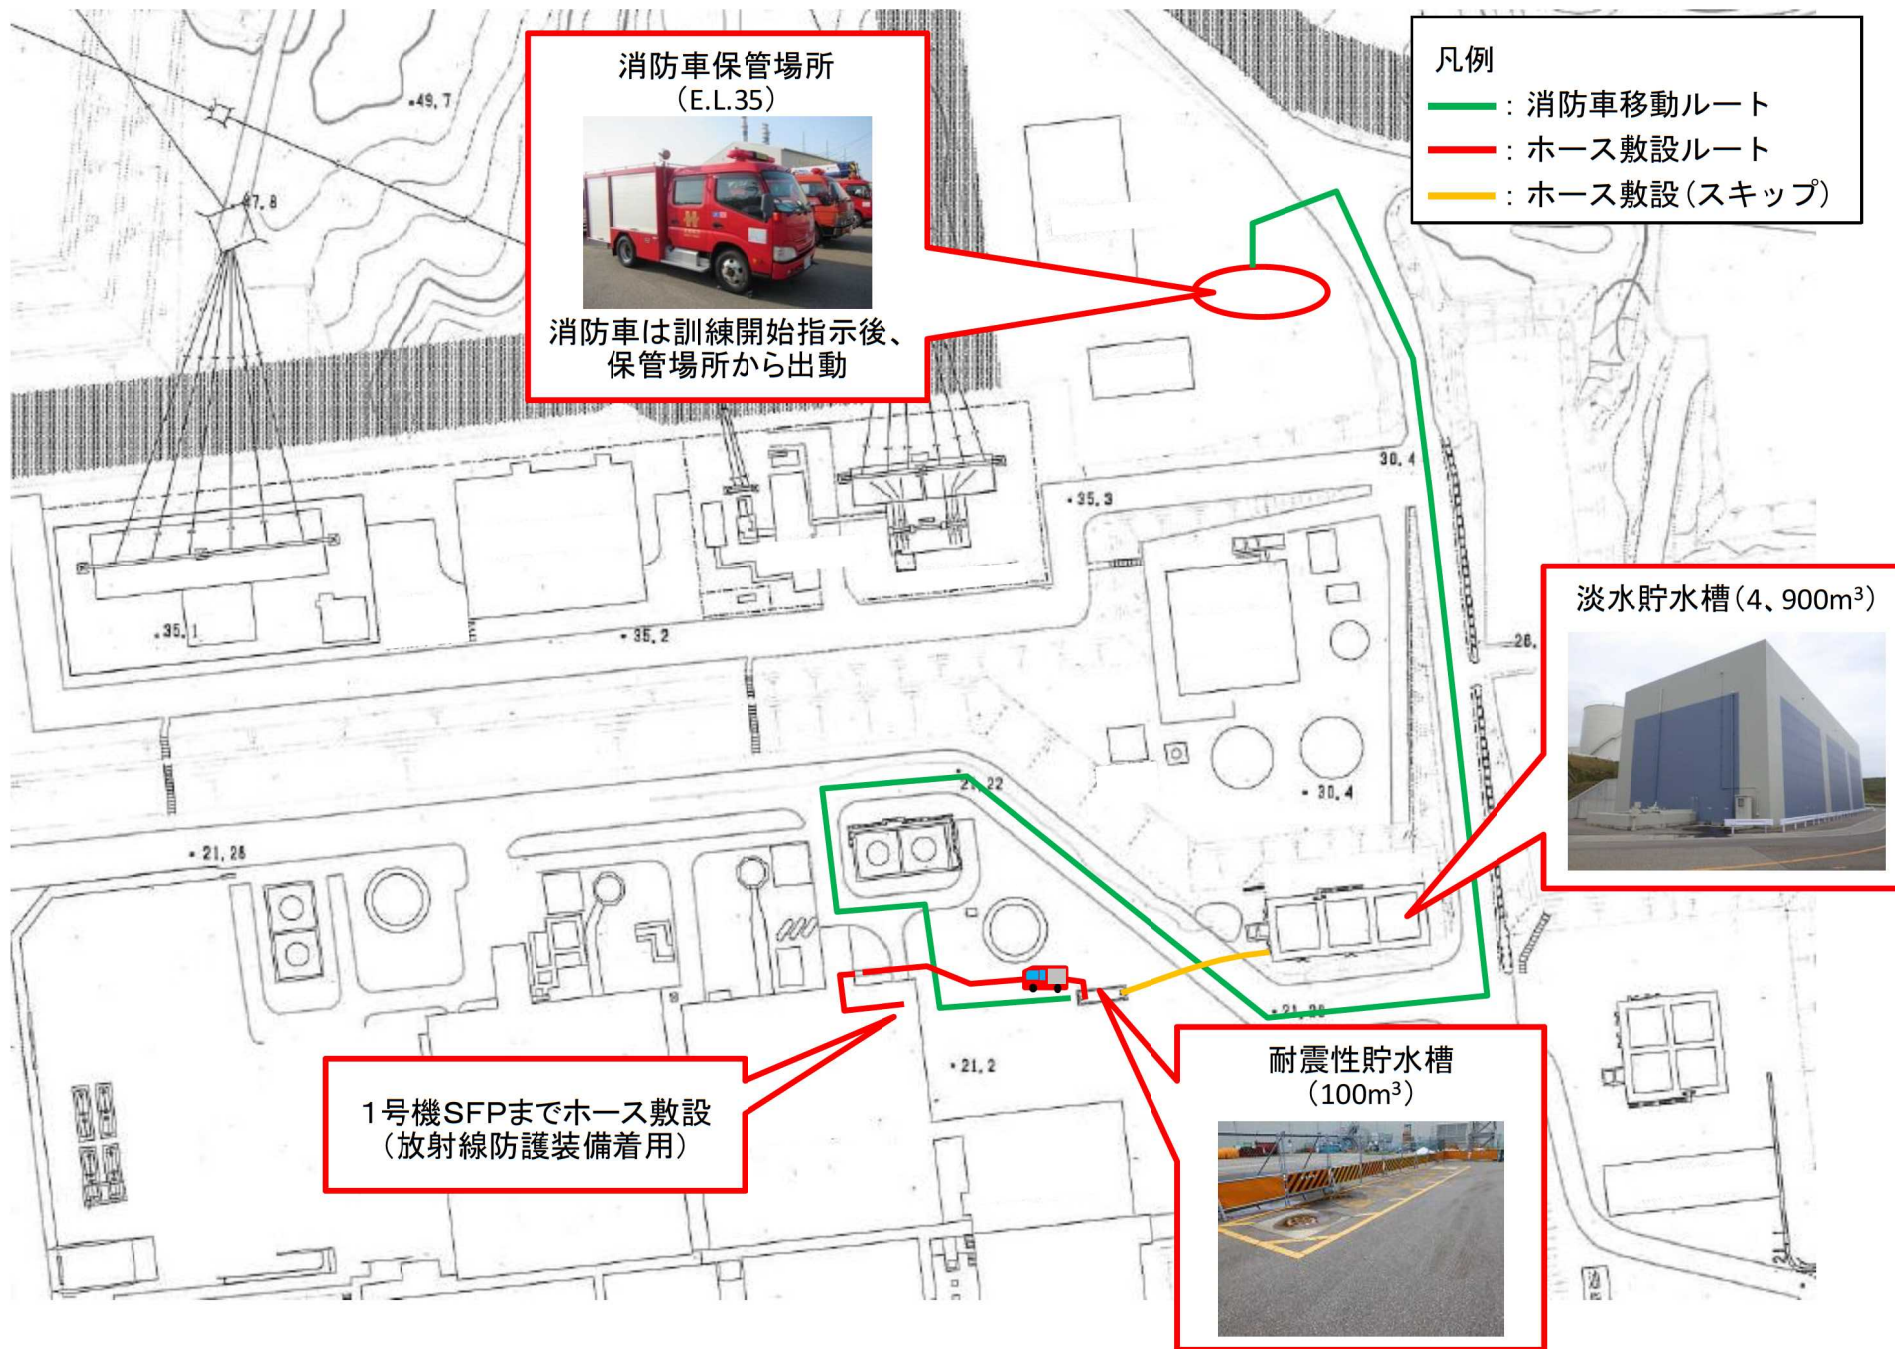 消防車保管場所
(E.L.35)
消防車は訓練開始指示後、
保管場所から出動
凡例
：消防車移動ルート
：ホース敷設ルート
：ホース敷設（スキップ）
49.7
47.8
30.4
35.3
35.1
35.2
淡水貯水槽（4、900m³）
30.4
21.26
21.2
1号機SFPまでホース敷設
（放射線防護装備着用）
耐震性貯水槽
（100m³）